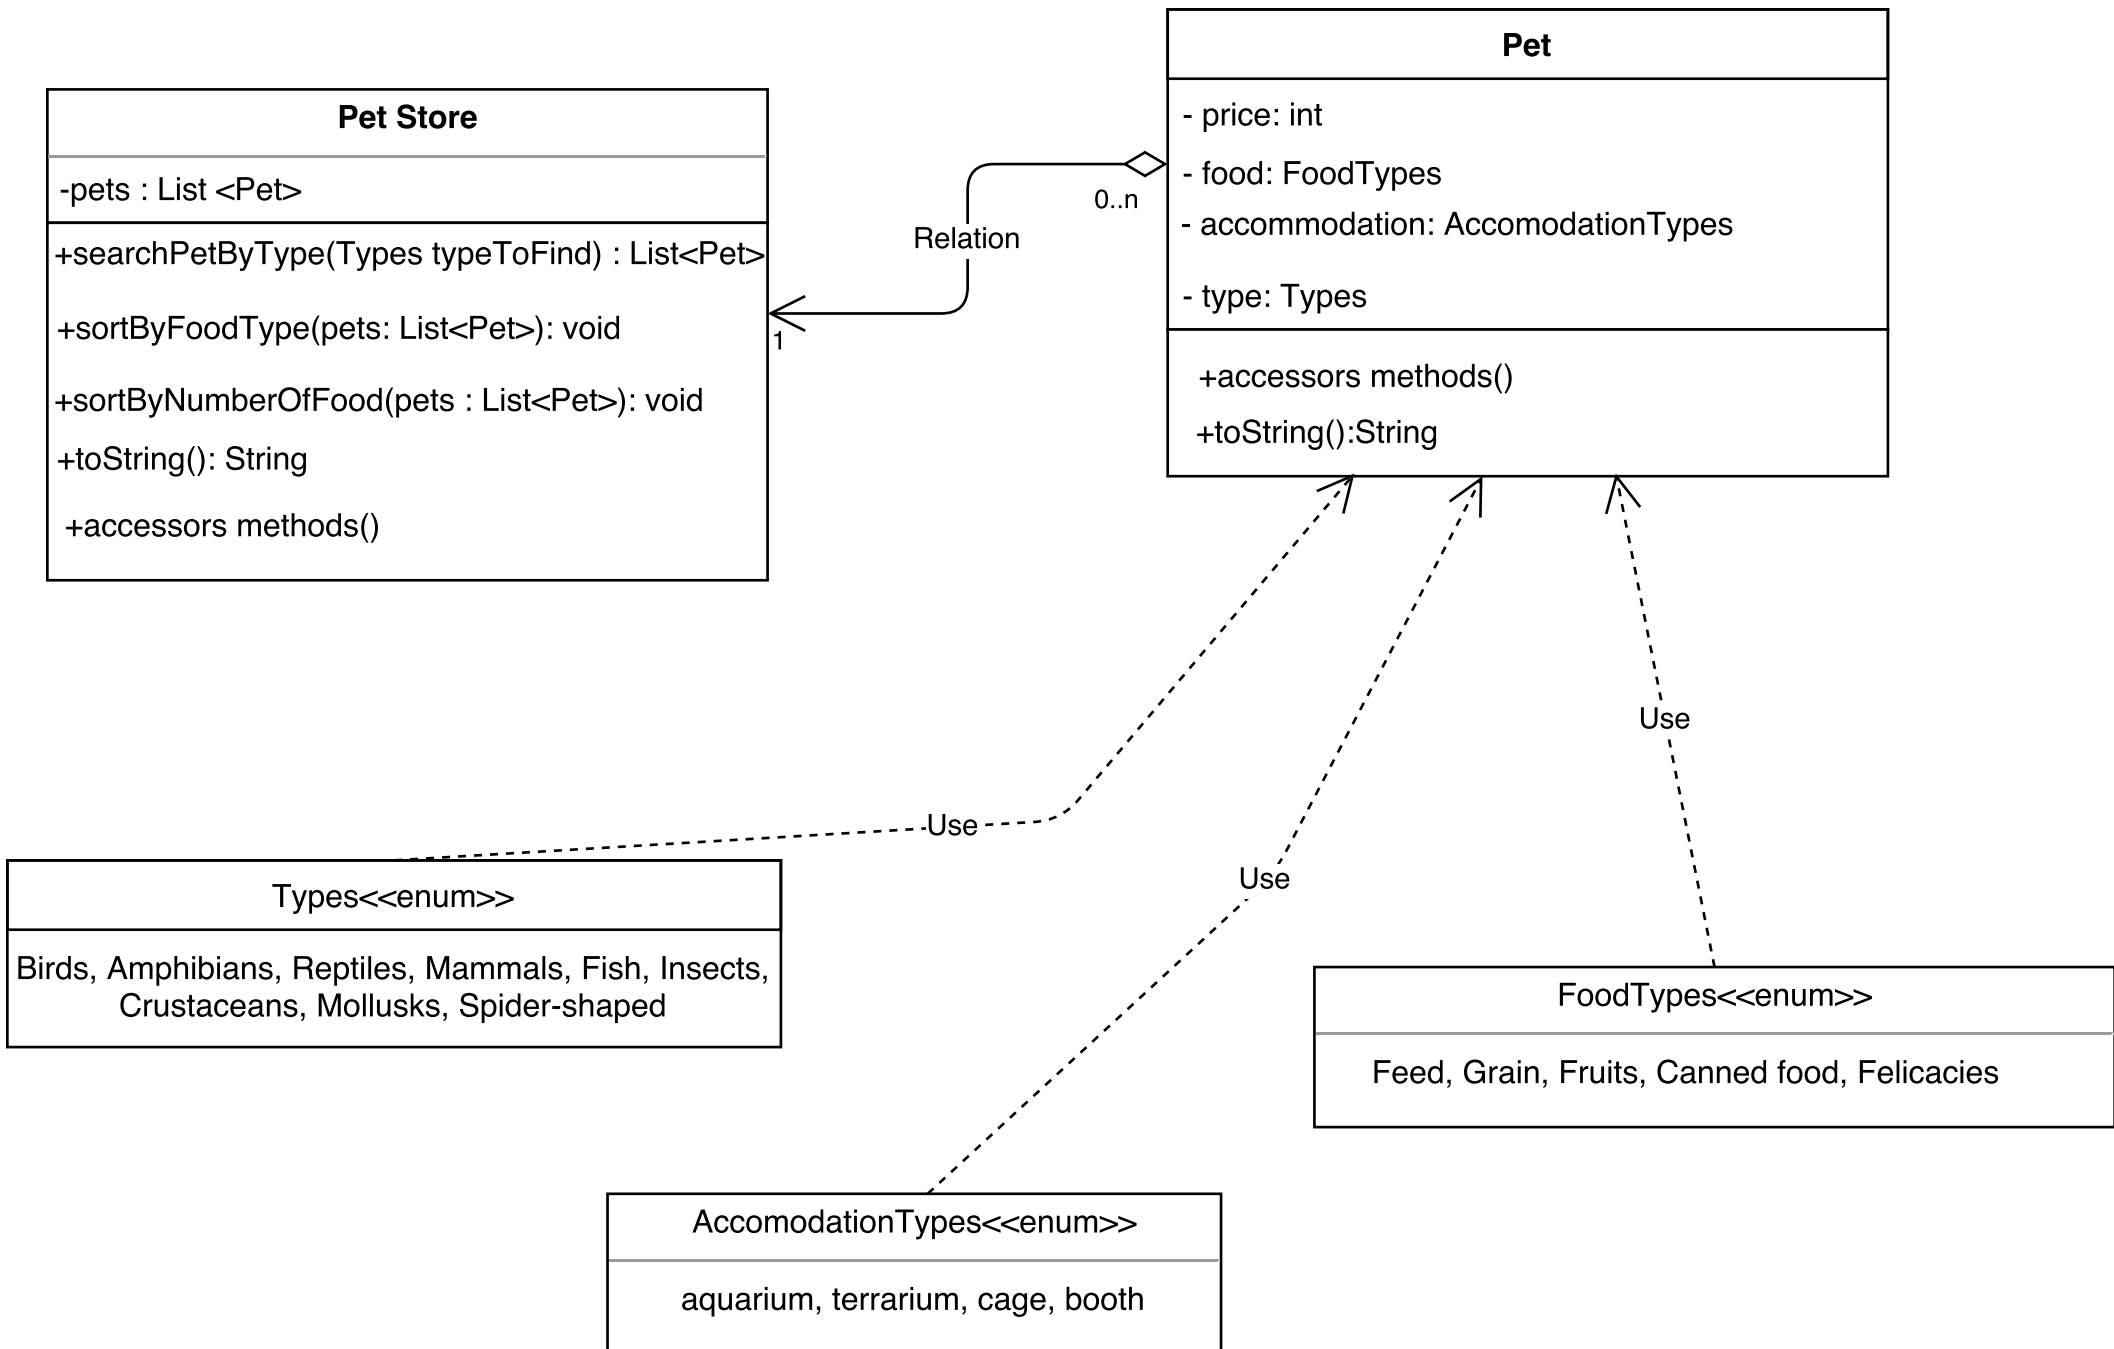 Pet Store
-pets : List <Pet>
+searchPetByType(Types typeToFind) : List<Pet>
+sortByFoodType(pets: List<Pet>): void
+sortByNumberOfFood(pets : List<Pet>): void
+toString(): String
+accessors methods()
Relation
0..n
1
Pet
- price: int
- food: FoodTypes
- accommodation: AccomodationTypes
- type: Types
+accessors methods()
+toString():String
Use
Use
Use
Types<<enum>>
Birds, Amphibians, Reptiles, Mammals, Fish, Insects,
Crustaceans, Mollusks, Spider-shaped
FoodTypes<<enum>>
Feed, Grain, Fruits, Canned food, Felicacies
AccomodationTypes<<enum>>
aquarium, terrarium, cage, booth